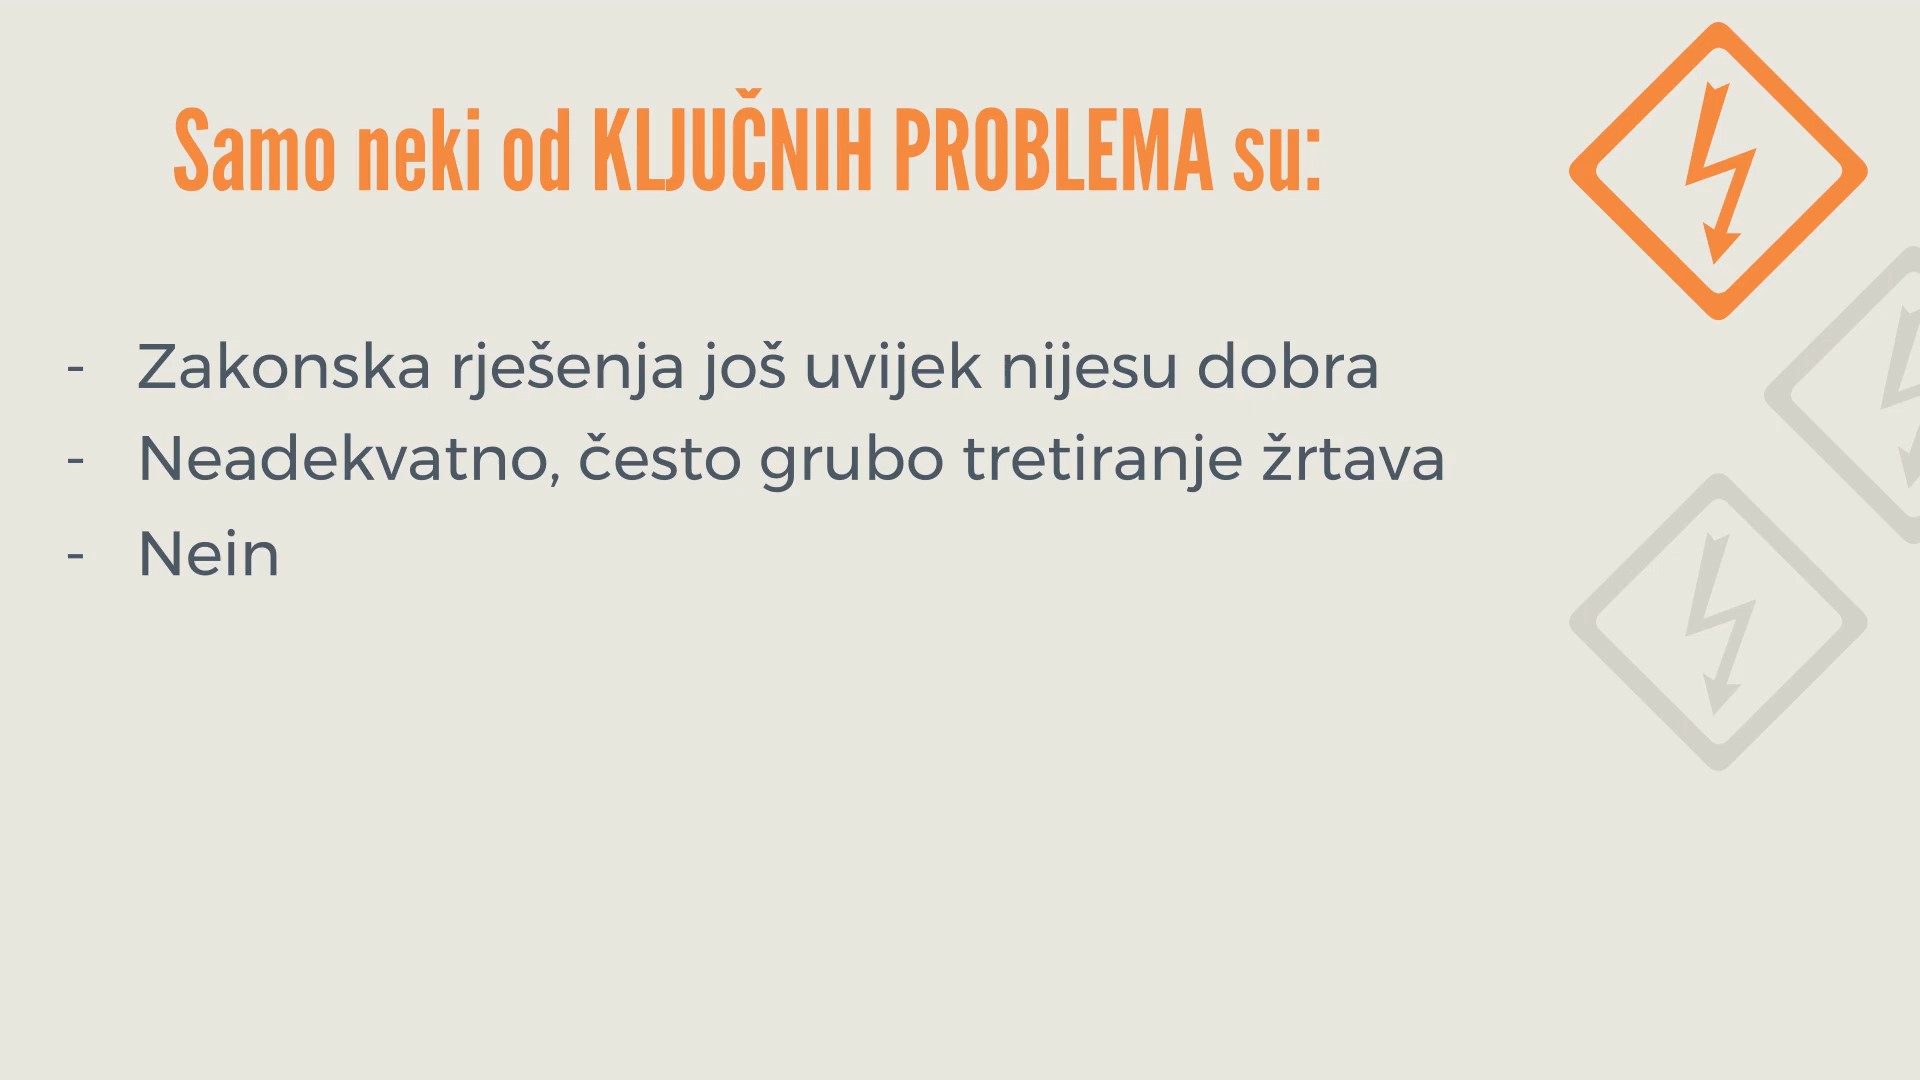 Samo neki od KLJUČNIH PROBLEMA su:
- Zakonska rješenja još uvijek nijesu dobra
- Neadekvatno, često grubo tretiranje žrtava
- Nein